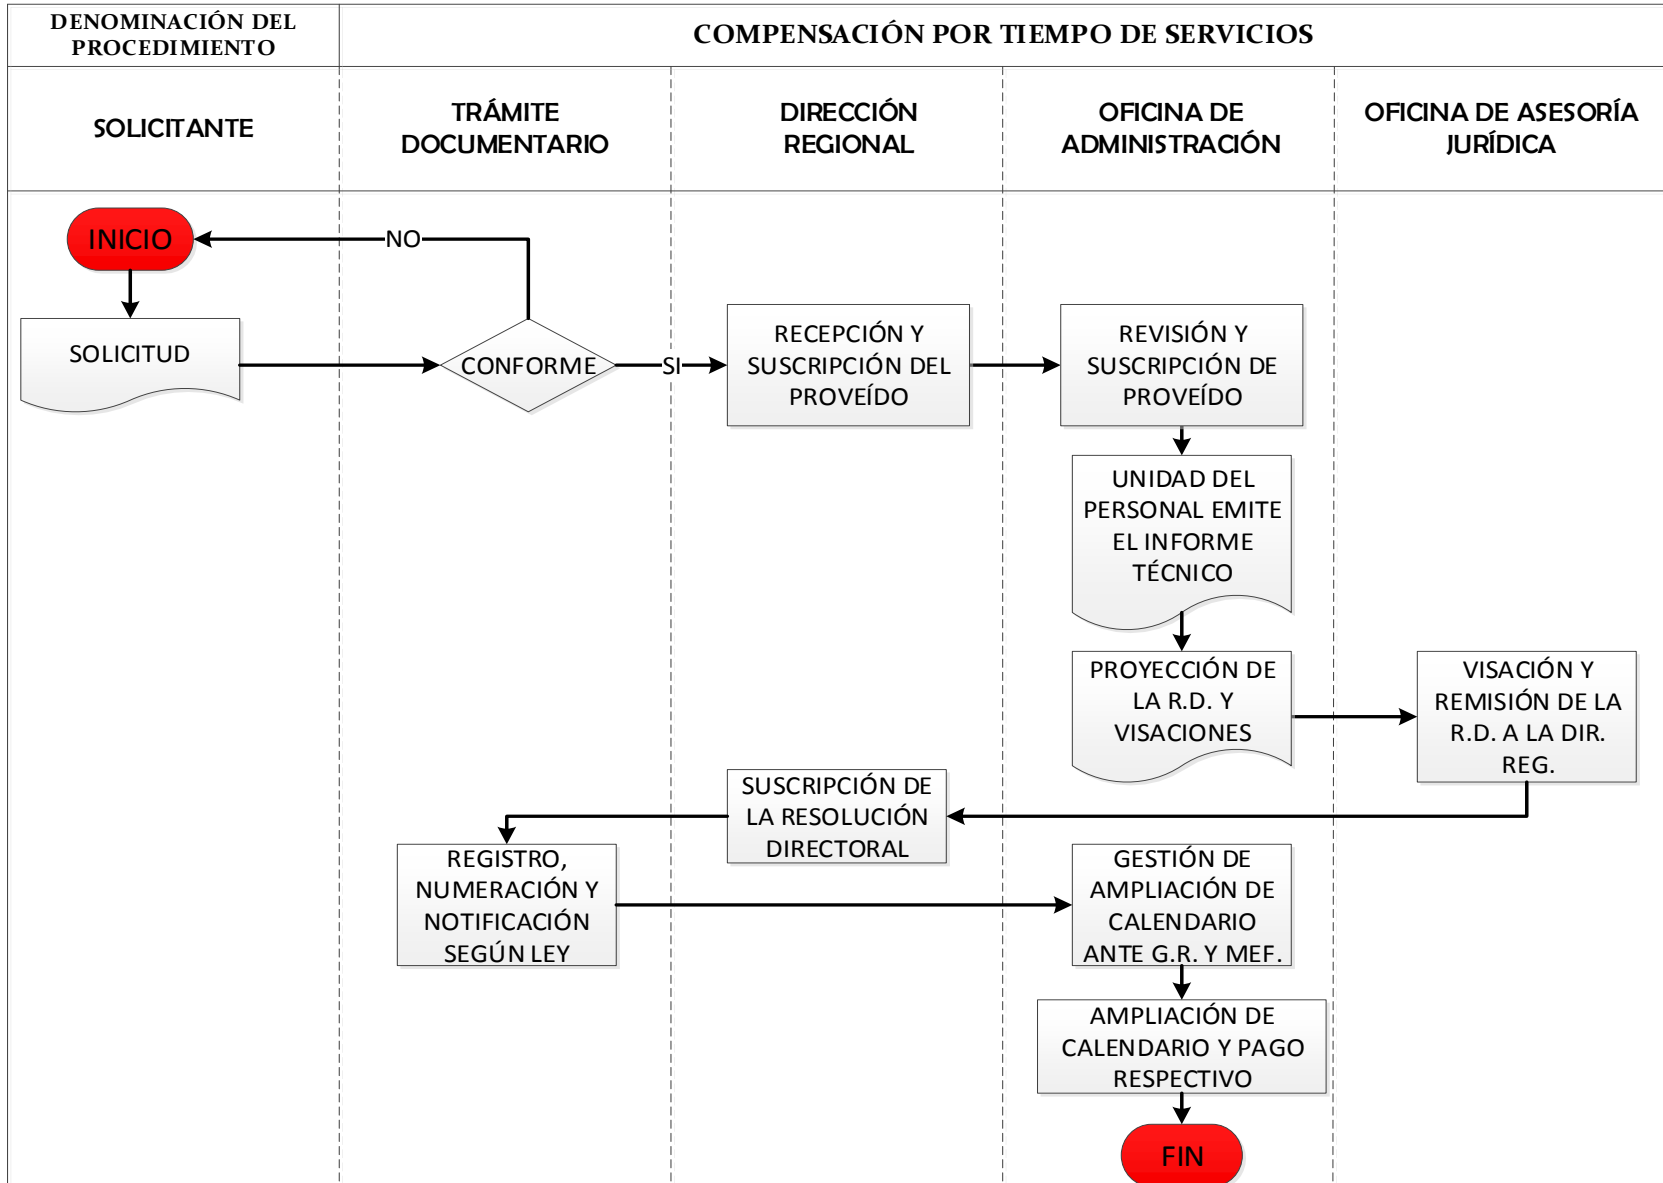 DENOMINACIÓN DEL
PROCEDIMIENTO
COMPENSACIÓN POR TIEMPO DE SERVICIOS
SOLICITANTE
TRÁMITE
DOCUMENTARIO
DIRECCIÓN
REGIONAL
OFICINA DE
ADMINISTRACIÓN
OFICINA DE ASESORÍA
JURÍDICA
INICIO
NO
SOLICITUD
CONFORME
SI
RECEPCIÓN Y
SUSCRIPCIÓN DEL
PROVEÍDO
REVISIÓN Y
SUSCRIPCIÓN DE
PROVEÍDO
UNIDAD DEL
PERSONAL EMITE
EL INFORME
TÉCNICO
PROYECCIÓN DE
LA R.D. Y
VISACIONES
VISACIÓN Y
REMISIÓN DE LA
R.D. A LA DIR.
REG.
SUSCRIPCIÓN DE
LA RESOLUCIÓN
DIRECTORAL
REGISTRO,
NUMERACIÓN Y
NOTIFICACIÓN
SEGÚN LEY
GESTIÓN DE
AMPLIACIÓN DE
CALENDARIO
ANTE G.R. Y MEF.
AMPLIACIÓN DE
CALENDARIO Y PAGO
RESPECTIVO
FIN